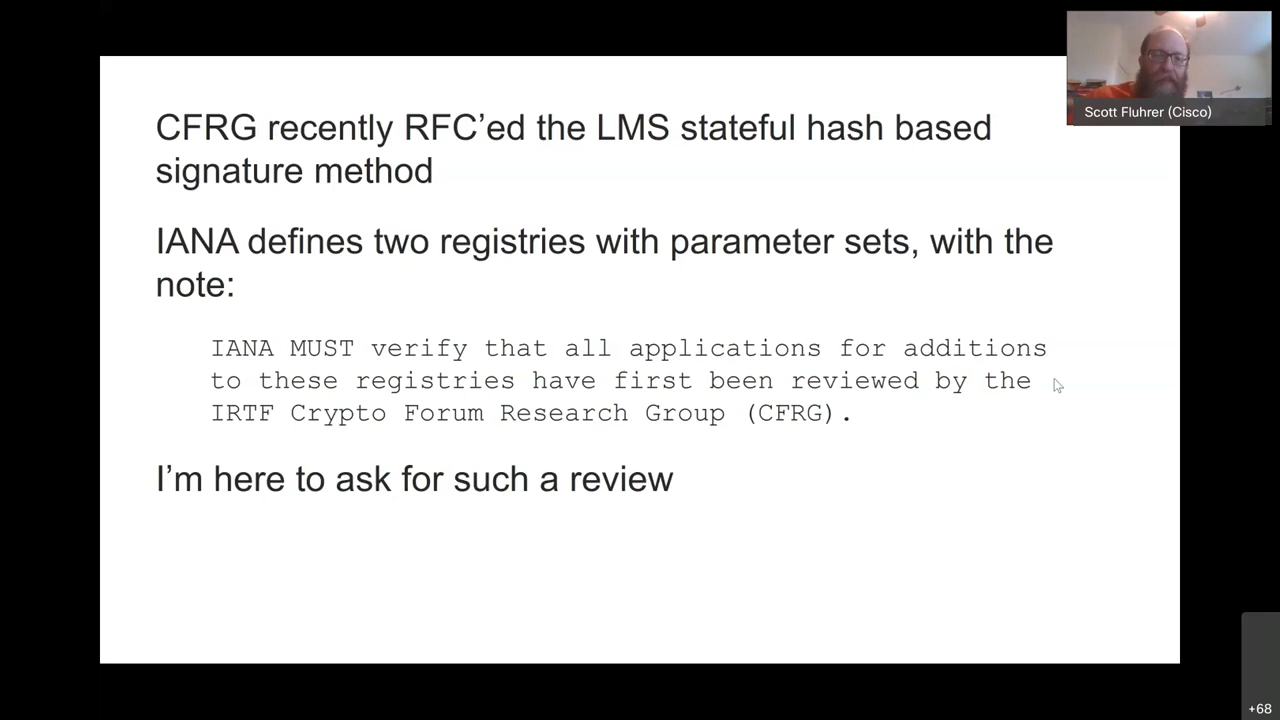 Scott Fluhrer (Cisco)
CFRG recently RFC’ed the LMS stateful hash based
signature method
IANA defines two registries with parameter sets, with the
note:
IANA MUST verify that all applications for additions
to these registries have first been reviewed by the
IRTF Crypto Forum Research Group (CFRG).
I’m here to ask for such a review
+68